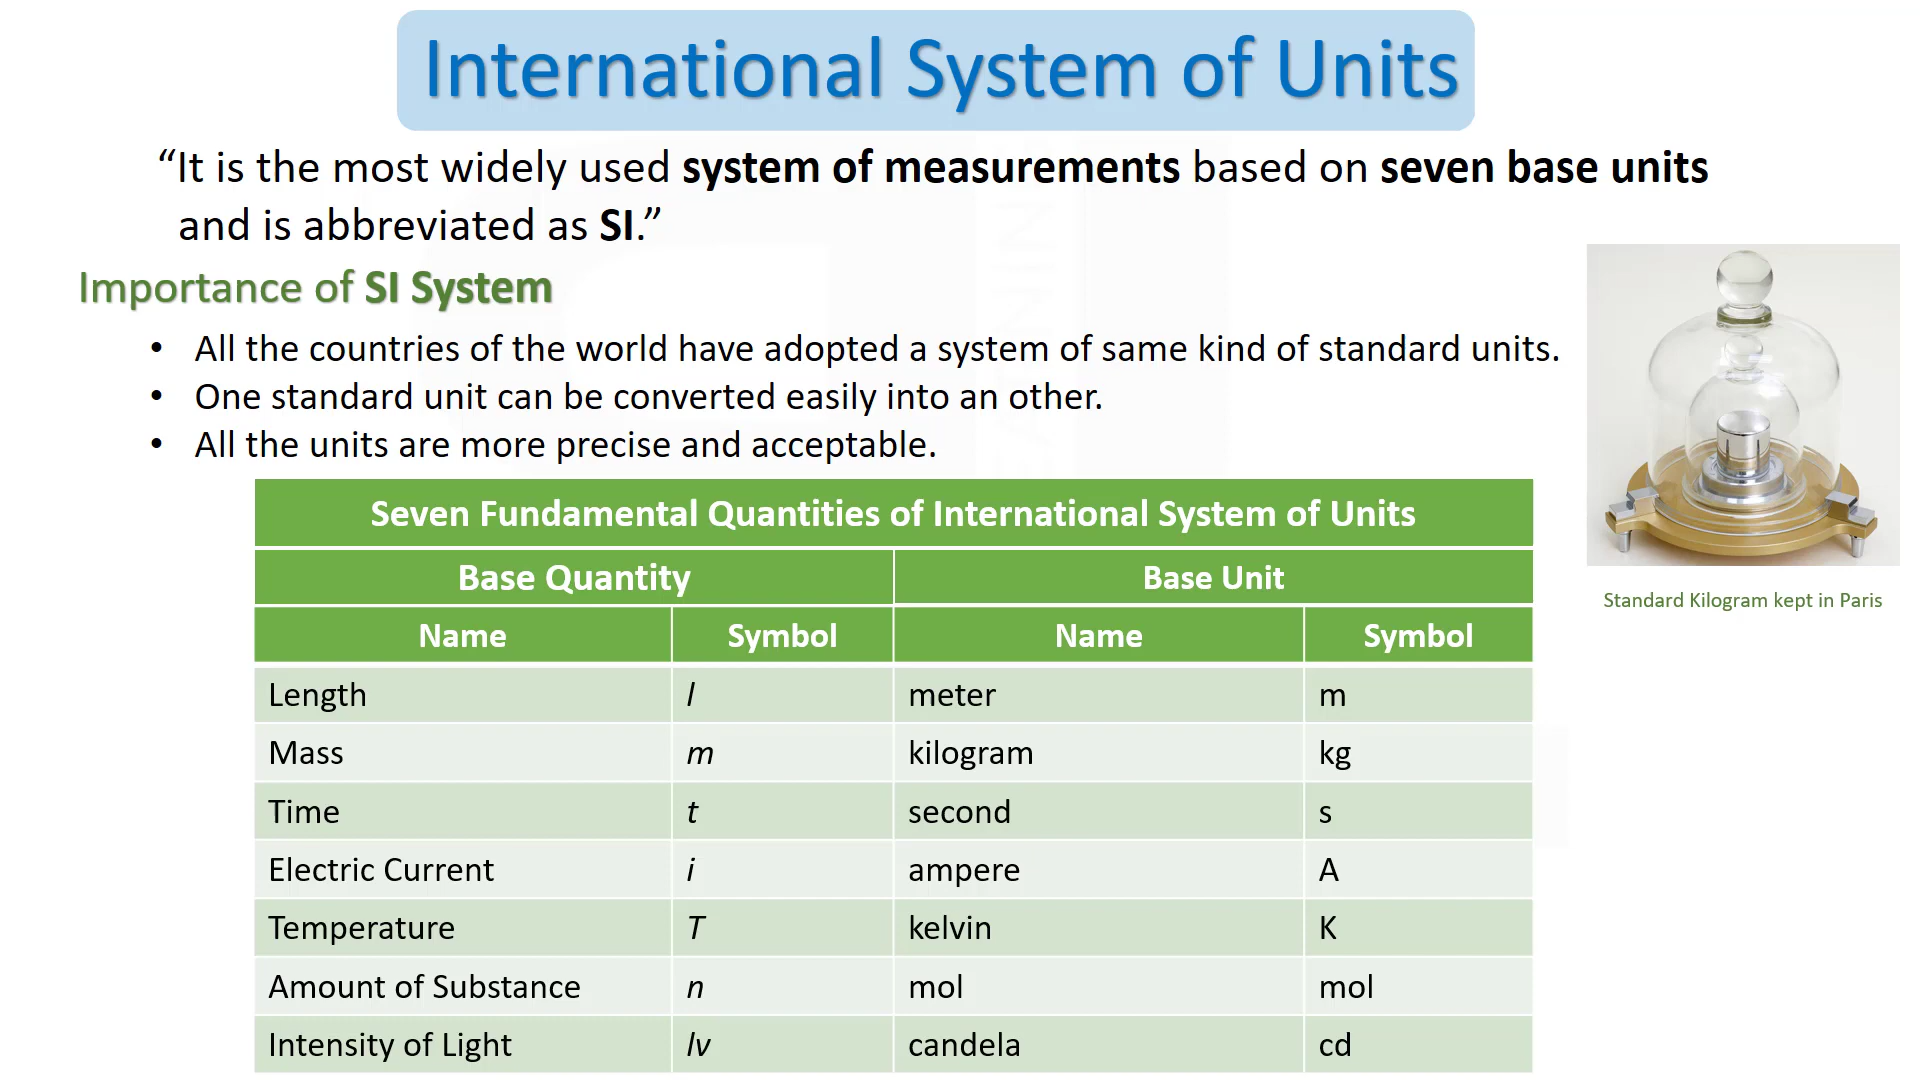 International System of Units
“It is the most widely used system of measurements based on seven base units
and is abbreviated as SI.”
Importance of SI System
• All the countries of the world have adopted a system of same kind of standard units.
• One standard unit can be converted easily into an other.
• All the units are more precise and acceptable.
Standard Kilogram kept in Paris
Seven Fundamental Quantities of International System of Units
Base Quantity Base Unit
Name Symbol Name Symbol
Length l meter m
Mass m kilogram kg
Time t second s
Electric Current i ampere A
Temperature T kelvin K
Amount of Substance n mol mol
Intensity of Light Iv candela cd